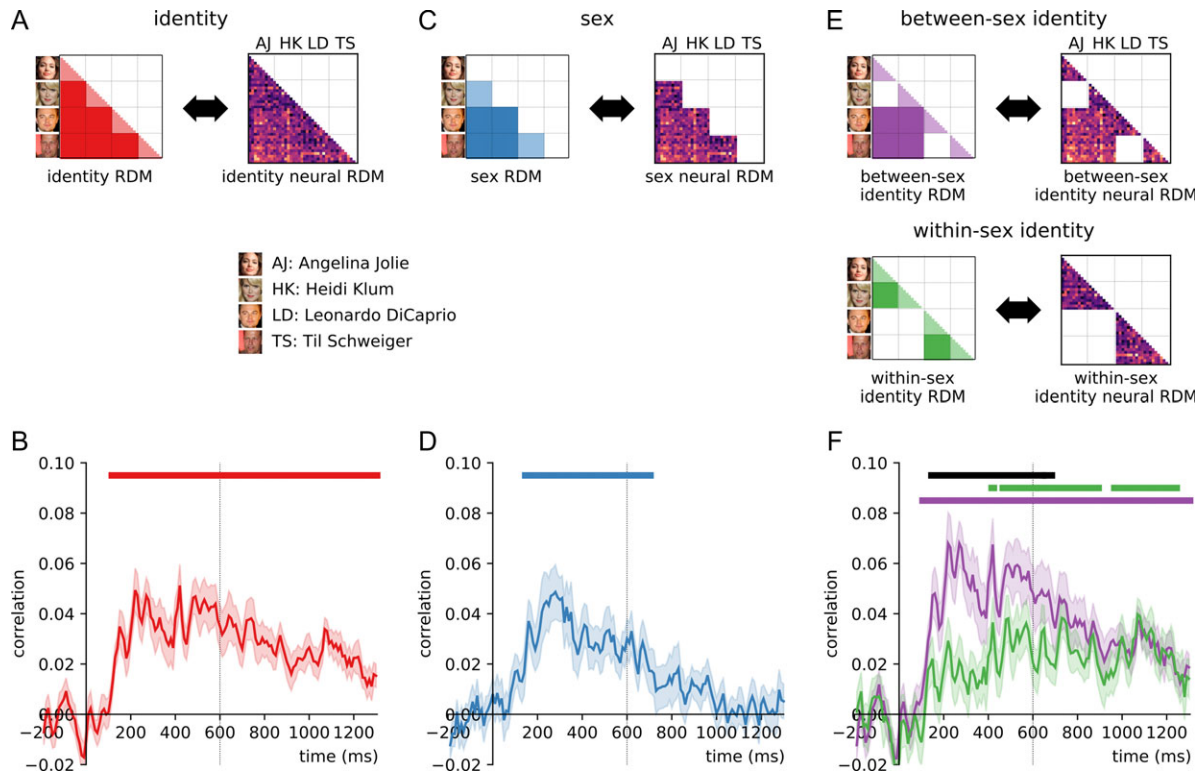 A
identity
AJ HK LD TS
identity RDM
identity neural RDM
C
sex
AJ HK LD TS
sex RDM
sex neural RDM
E
between-sex identity
AJ HK LD TS
between-sex
identity RDM
between-sex
identity neural RDM
within-sex identity
within-sex
identity RDM
within-sex
identity neural RDM
AJ: Angelina Jolie
HK: Heidi Klum
LD: Leonardo DiCaprio
TS: Til Schweiger
B
0.10
0.08
0.06
0.04
0.02
0.00
−0.02
correlation
−200 200 400 600 800 1000 1200
time (ms)
D
0.10
0.08
0.06
0.04
0.02
0.00
−0.02
correlation
−200 200 400 600 800 1000 1200
time (ms)
F
0.10
0.08
0.06
0.04
0.02
0.00
−0.02
correlation
−200 200 400 600 800 1000 1200
time (ms)